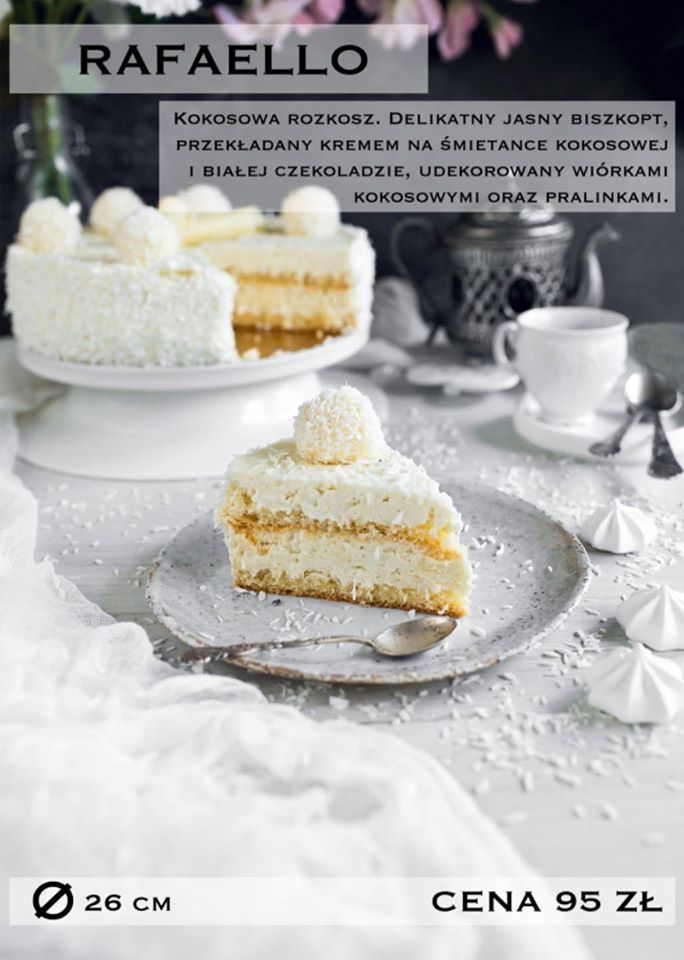 RAFAELLO
Kokosowa rozkosz. Delikatny jasny biszkopt,
przekładany kremem na śmietance kokosowej
i białej czekoladzie, udekorowany wiórkami
kokosowymi oraz pralinkami.
Ø 26 cm
CENA 95 ZŁ